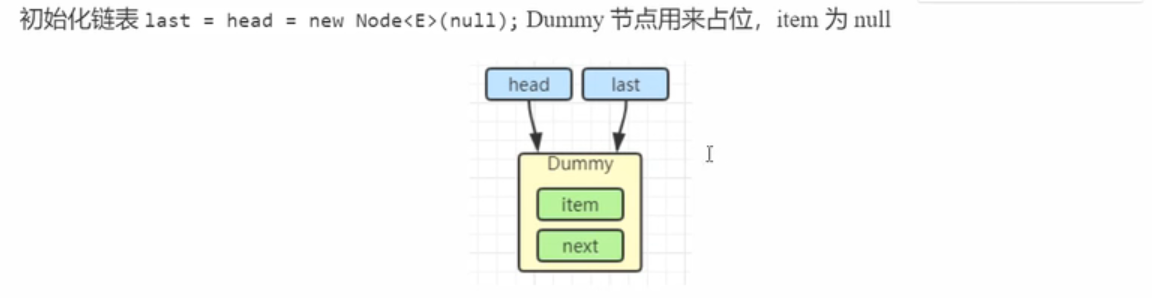 初始化链表 last = head = new Node<E>(null); Dummy 节点用来占位，item 为 null
head last
Dummy
item
next